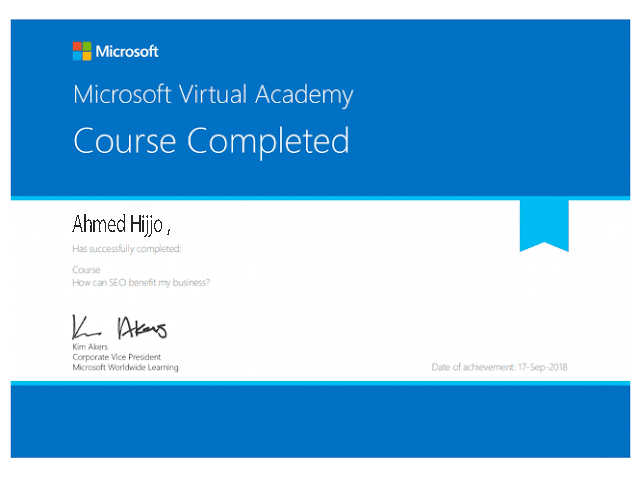 Microsoft
Microsoft Virtual Academy
Course Completed
Ahmed Hijjo ,
Has successfully completed:
Course
How can SEO benefit my business?
Kim Akers
Kim Akers
Corporate Vice President
Microsoft Worldwide Learning
Date of achievement: 17-Sep-2018